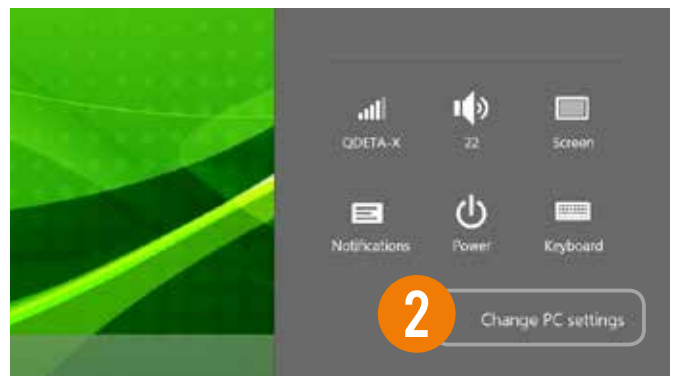 QDETA-X 22 Screen
Notifications Power Keyboard
2 Change PC settings